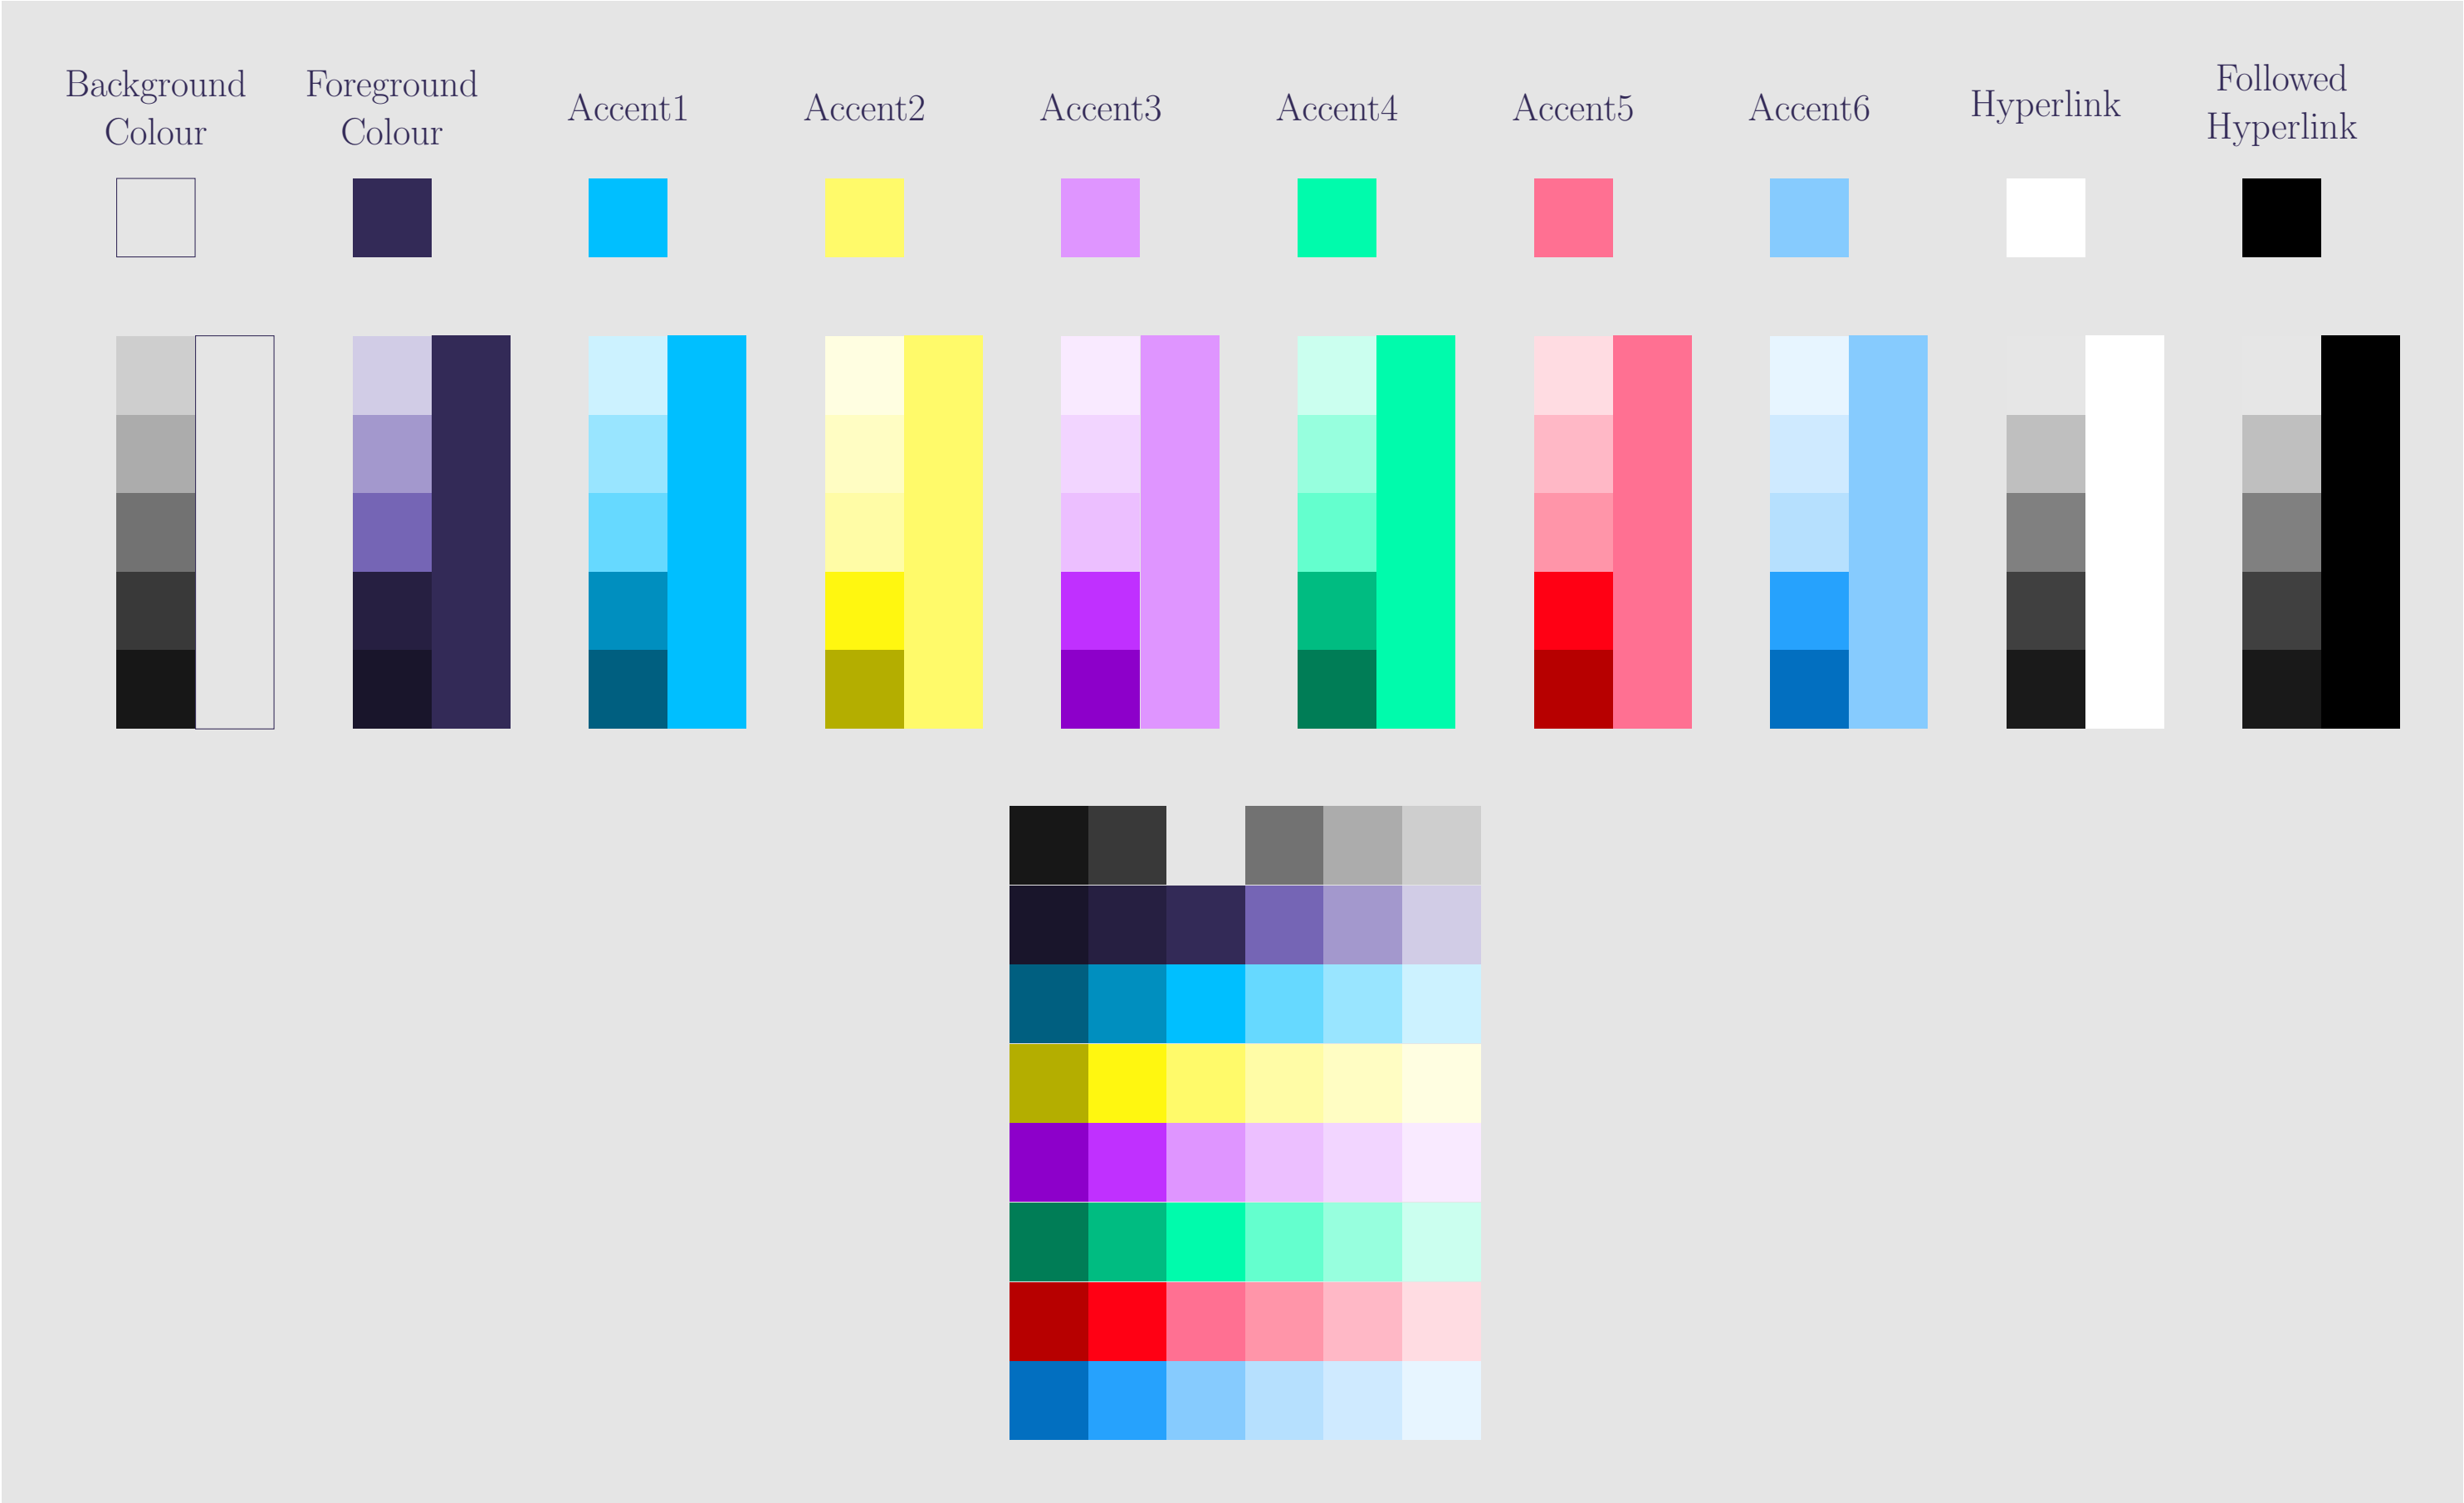 Background
Colour
Foreground
Colour
Accent1
Accent2
Accent3
Accent4
Accent5
Accent6
Hyperlink
Followed
Hyperlink